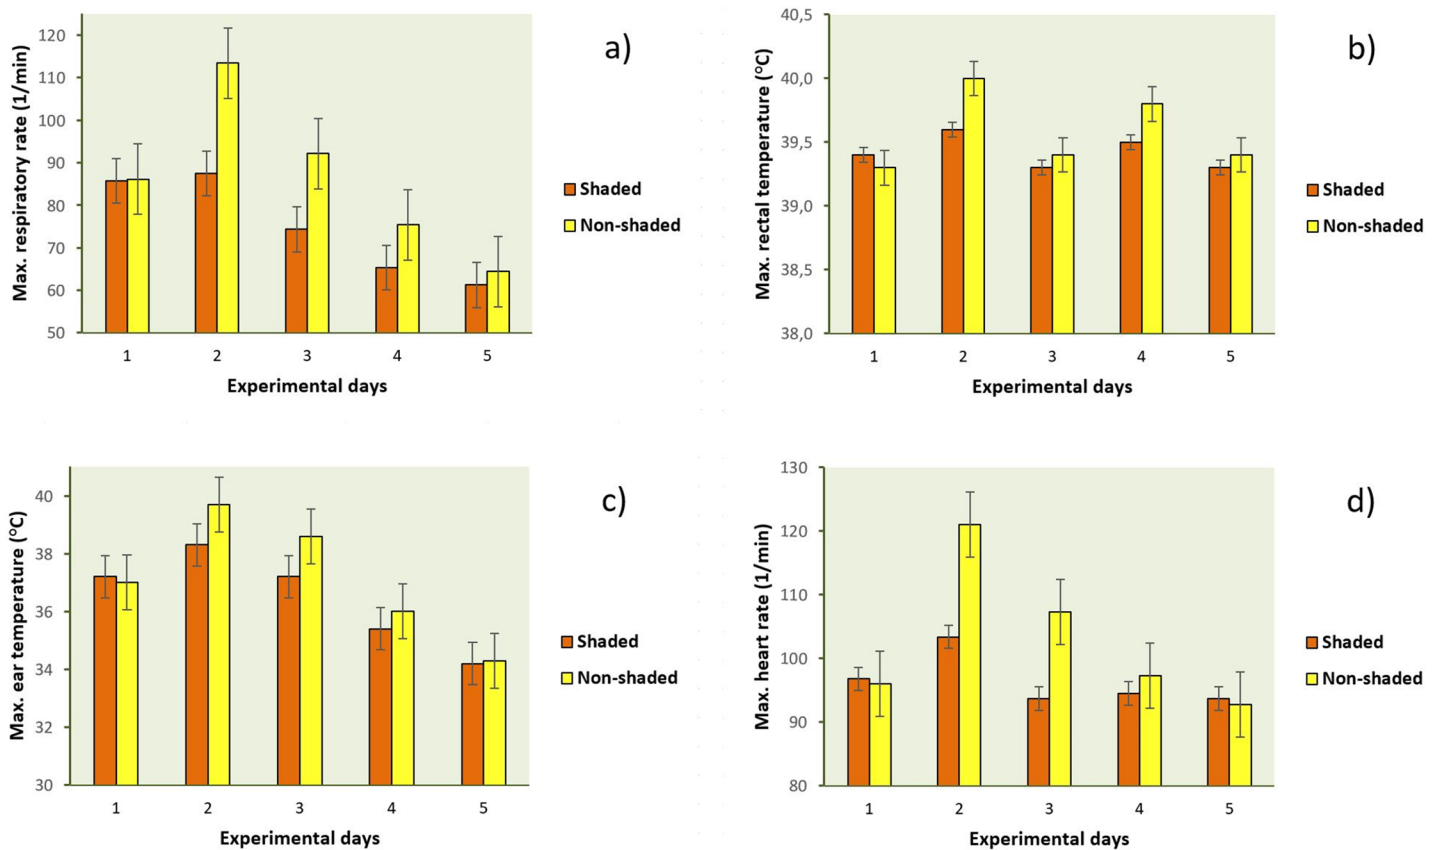 a)
Max. respiratory rate (1/min)
120
110
100
90
80
70
60
50
1 2 3 4 5
Experimental days
Shaded
Non-shaded
b)
Max. rectal temperature (°C)
40,5
40,0
39,5
39,0
38,5
38,0
1 2 3 4 5
Experimental days
Shaded
Non-shaded
c)
Max. ear temperature (°C)
40
38
36
34
32
30
1 2 3 4 5
Experimental days
Shaded
Non-shaded
d)
Max. heart rate (1/min)
130
120
110
100
90
80
1 2 3 4 5
Experimental days
Shaded
Non-shaded